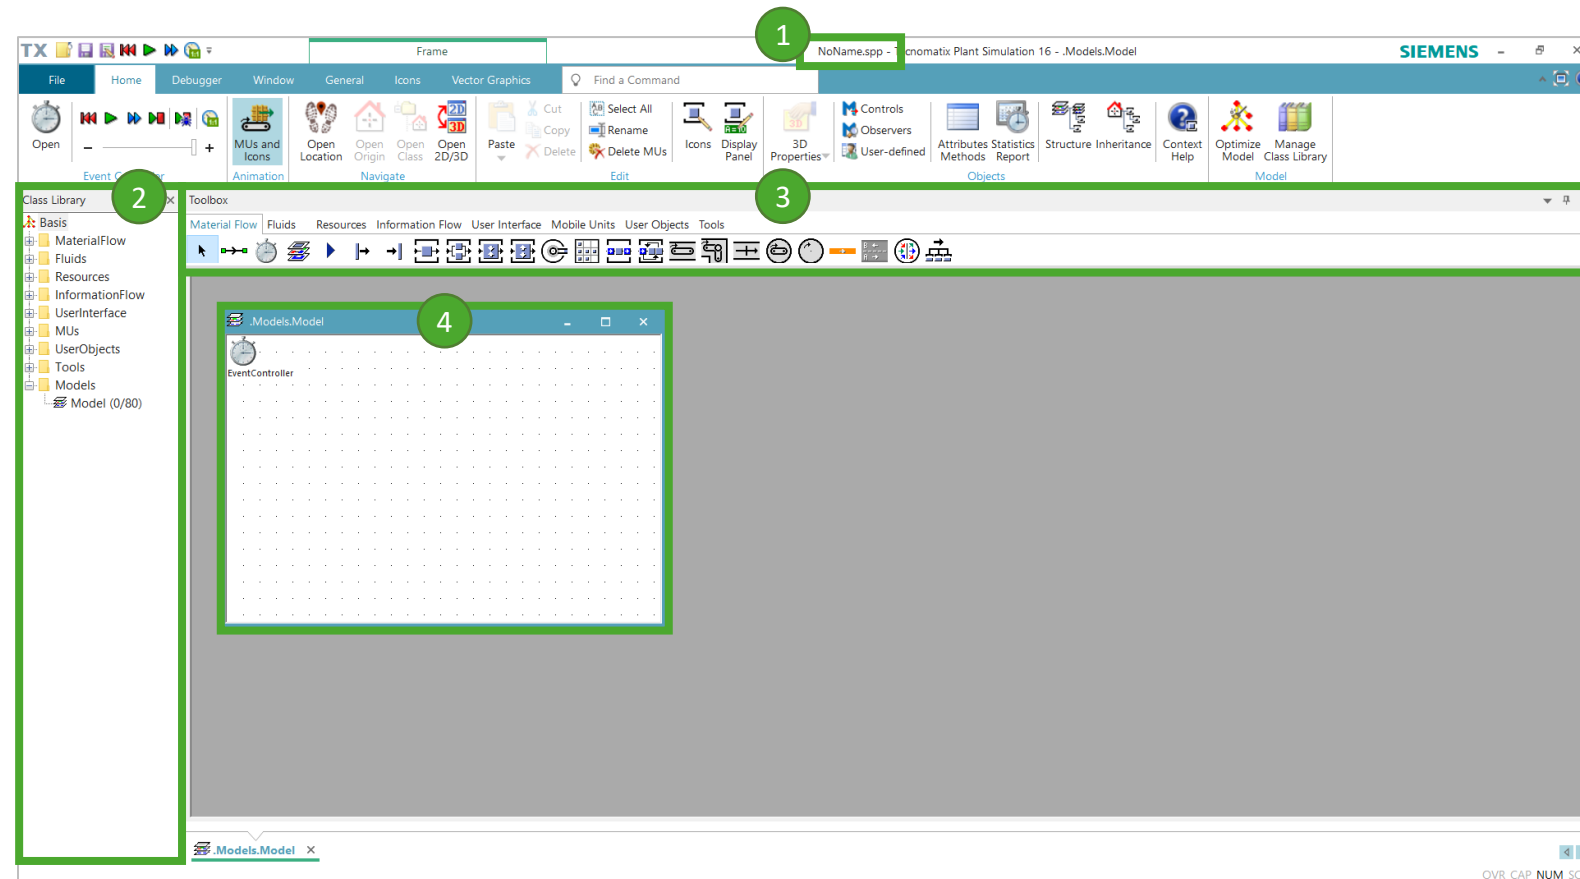 1
TX
Frame
NoName.spp - Tecnomatix Plant Simulation 16 - .Models.Model
SIEMENS
File Home Debugger Window General Icons Vector Graphics Find a Command
Open
MUs and Icons
Open Location
Open Origin
Open Class
Open 2D/3D
2D
3D
Paste
Cut
Copy
Delete
Select All
Rename
Delete MUs
Icons
Display Panel
3D Properties
Controls
Observers
User-defined
Attributes Methods
Statistics Report
Structure
Inheritance
Context Help
Optimize Model
Manage Class Library
Event
Animation
Navigate
Edit
Objects
Model
2
3
Class Library
Toolbox
Material Flow Fluids Resources Information Flow User Interface Mobile Units User Objects Tools
Basis
MaterialFlow
Fluids
Resources
InformationFlow
UserInterface
MUs
UserObjects
Tools
Models
Model (0/80)
.Models.Model
4
EventController
.Models.Model
OVR CAP NUM